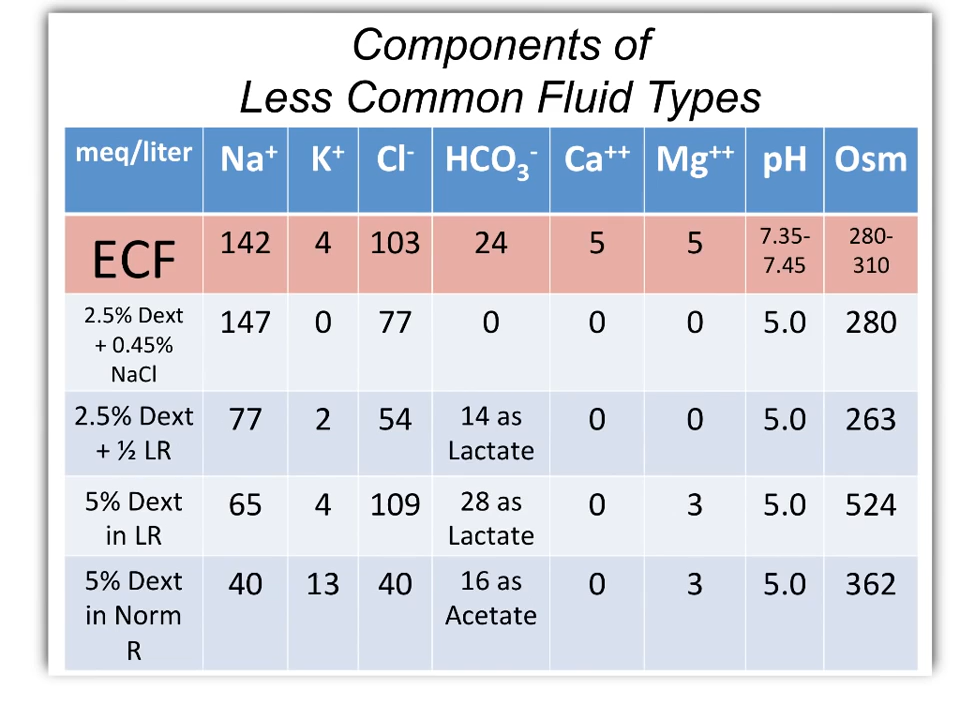 Components of
Less Common Fluid Types
meq/liter Na⁺ K⁺ Cl⁻ HCO₃⁻ Ca⁺⁺ Mg⁺⁺ pH Osm
ECF 142 4 103 24 5 5 7.35-7.45 280-310
2.5% Dext + 0.45% NaCl 147 0 77 0 0 0 5.0 280
2.5% Dext + ½ LR 77 2 54 14 as Lactate 0 0 5.0 263
5% Dext in LR 65 4 109 28 as Lactate 0 3 5.0 524
5% Dext in Norm R 40 13 40 16 as Acetate 0 3 5.0 362